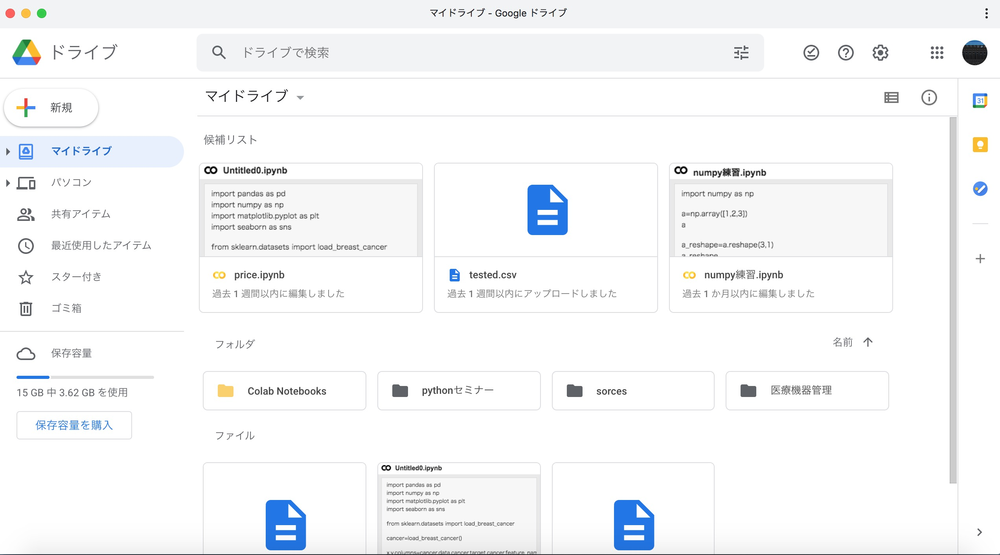 マイドライブ - Google ドライブ
ドライブ
ドライブで検索
新規
マイドライブ
パソコン
共有アイテム
最近使用したアイテム
スター付き
ゴミ箱
保存容量
15 GB 中 3.62 GB を使用
保存容量を購入
マイドライブ
31
候補リスト
Untitled0.ipynb
import pandas as pd
import numpy as np
import matplotlib.pyplot as plt
import seaborn as sns
from sklearn.datasets import load_breast_cancer
price.ipynb
過去 1 週間以内に編集しました
tested.csv
過去 1 週間以内にアップロードしました
numpy練習.ipynb
import numpy as np
a=np.array([1,2,3])
a
a_reshape=a.reshape(3,1)
a_reshape
numpy練習.ipynb
過去 1 か月以内に編集しました
フォルダ
名前
Colab Notebooks
pythonセミナー
sorces
医療機器管理
ファイル
Untitled0.ipynb
import pandas as pd
import numpy as np
import matplotlib.pyplot as plt
import seaborn as sns
from sklearn.datasets import load_breast_cancer
cancer=load_breast_cancer()
x,y,columns=cancer.data,cancer.target,cancer.feature_nam